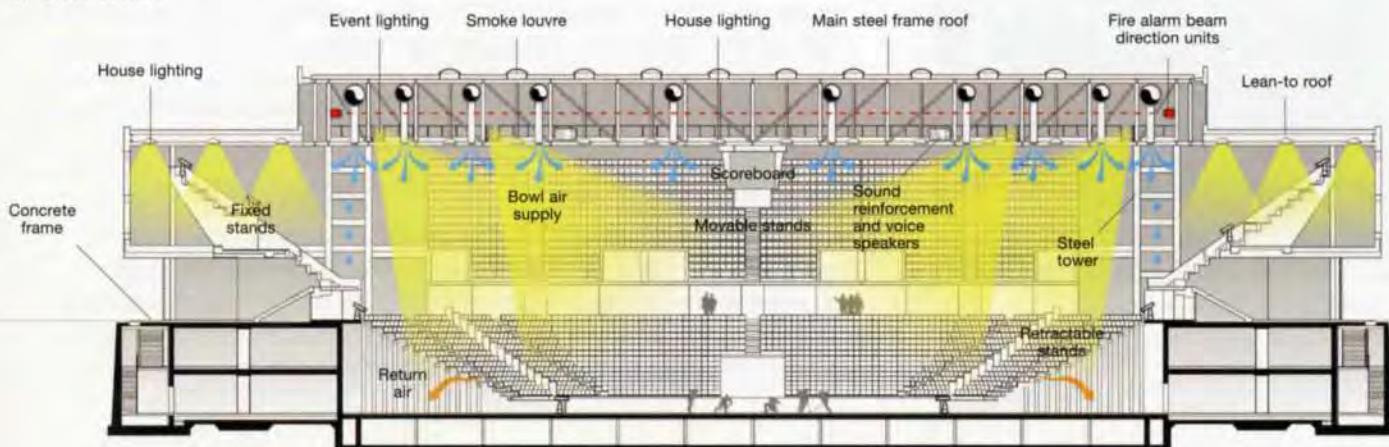 Event lighting
Smoke louvre
House lighting
Main steel frame roof
Fire alarm beam
direction units
House lighting
Lean-to roof
Scoreboard
Bowl air
supply
Sound
reinforcement
and voice
speakers
Concrete
frame
Fixed
stands
Movable stands
Steel
tower
Retractable
stands
Return
air